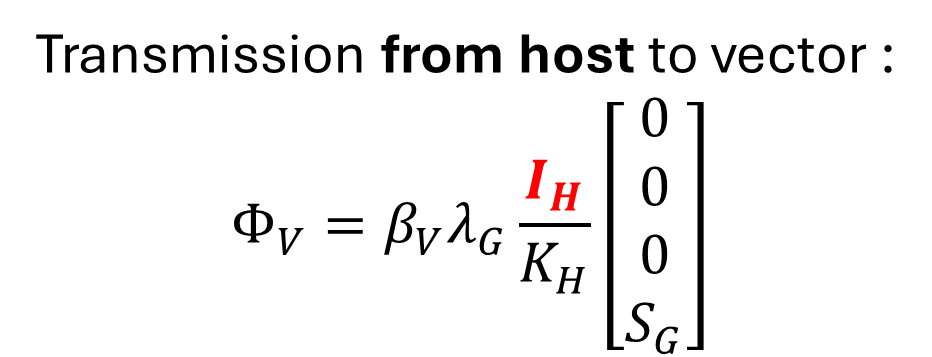 Transmission from host to vector :
Φ_V = β_V λ_G I_H / K_H [0 0 0 S_G]